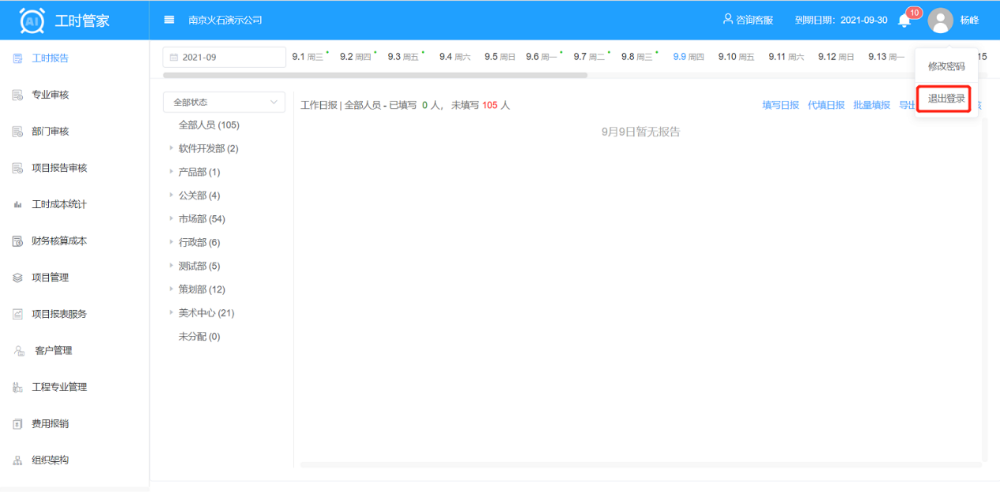 AI 工时管家
南京火石演示公司
咨询客服
到期日期：2021-09-30
10
杨峰
修改密码
退出登录
工时报告
专业审核
部门审核
项目报告审核
工时成本统计
财务核算成本
项目管理
项目报表服务
客户管理
工程专业管理
费用报销
组织架构
2021-09
9.1 周三 9.2 周四 9.3 周五 9.4 周六 9.5 周日 9.6 周一 9.7 周二 9.8 周三 9.9 周四 9.10 周五 9.11 周六 9.12 周日 9.13 周一 15
全部状态
全部人员 (105)
软件开发部 (2)
产品部 (1)
公关部 (4)
市场部 (54)
行政部 (6)
测试部 (5)
策划部 (12)
美术中心 (21)
未分配 (0)
工作日报 | 全部人员 - 已填写 0 人， 未填写 105 人
填写日报 代填日报 批量填报 导出
9月9日暂无报告